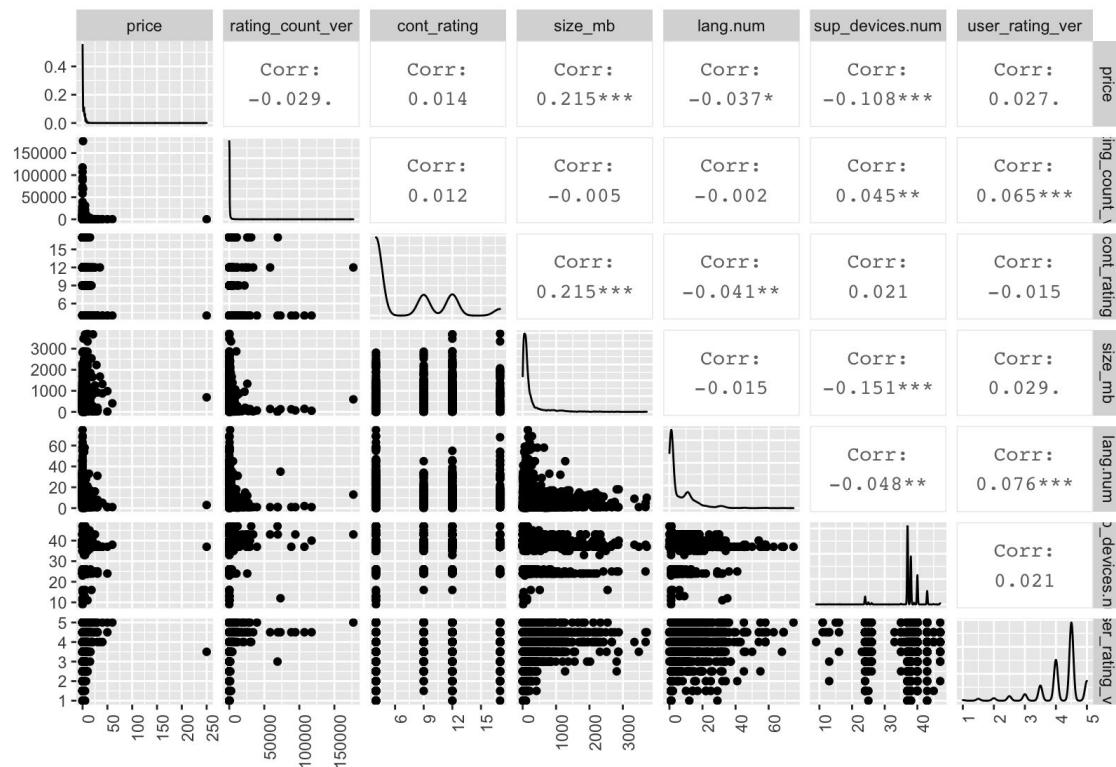 price rating_count_ver cont_rating size_mb lang.num sup_devices.num user_rating_ver
0.4
0.2
0.0
Corr:
-0.029.
Corr:
0.014
Corr:
0.215***
Corr:
-0.037*
Corr:
-0.108***
Corr:
0.027.
price
150000
100000
50000
0
Corr:
0.012
Corr:
-0.005
Corr:
-0.002
Corr:
0.045**
Corr:
0.065***
ing_count_v
15
12
9
6
Corr:
0.215***
Corr:
-0.041**
Corr:
0.021
Corr:
-0.015
cont_rating
3000
2000
1000
0
Corr:
-0.015
Corr:
-0.151***
Corr:
0.029.
size_mb
60
40
20
0
Corr:
-0.048**
Corr:
0.076***
lang.num
40
30
20
10
Corr:
0.021
p_devices.n
5
4
3
2
1
er_rating_v
0 50 100 150 200 250
0 50000 100000 150000
6 9 12 15
0 1000 2000 3000
0 20 40 60
10 20 30 40
1 2 3 4 5